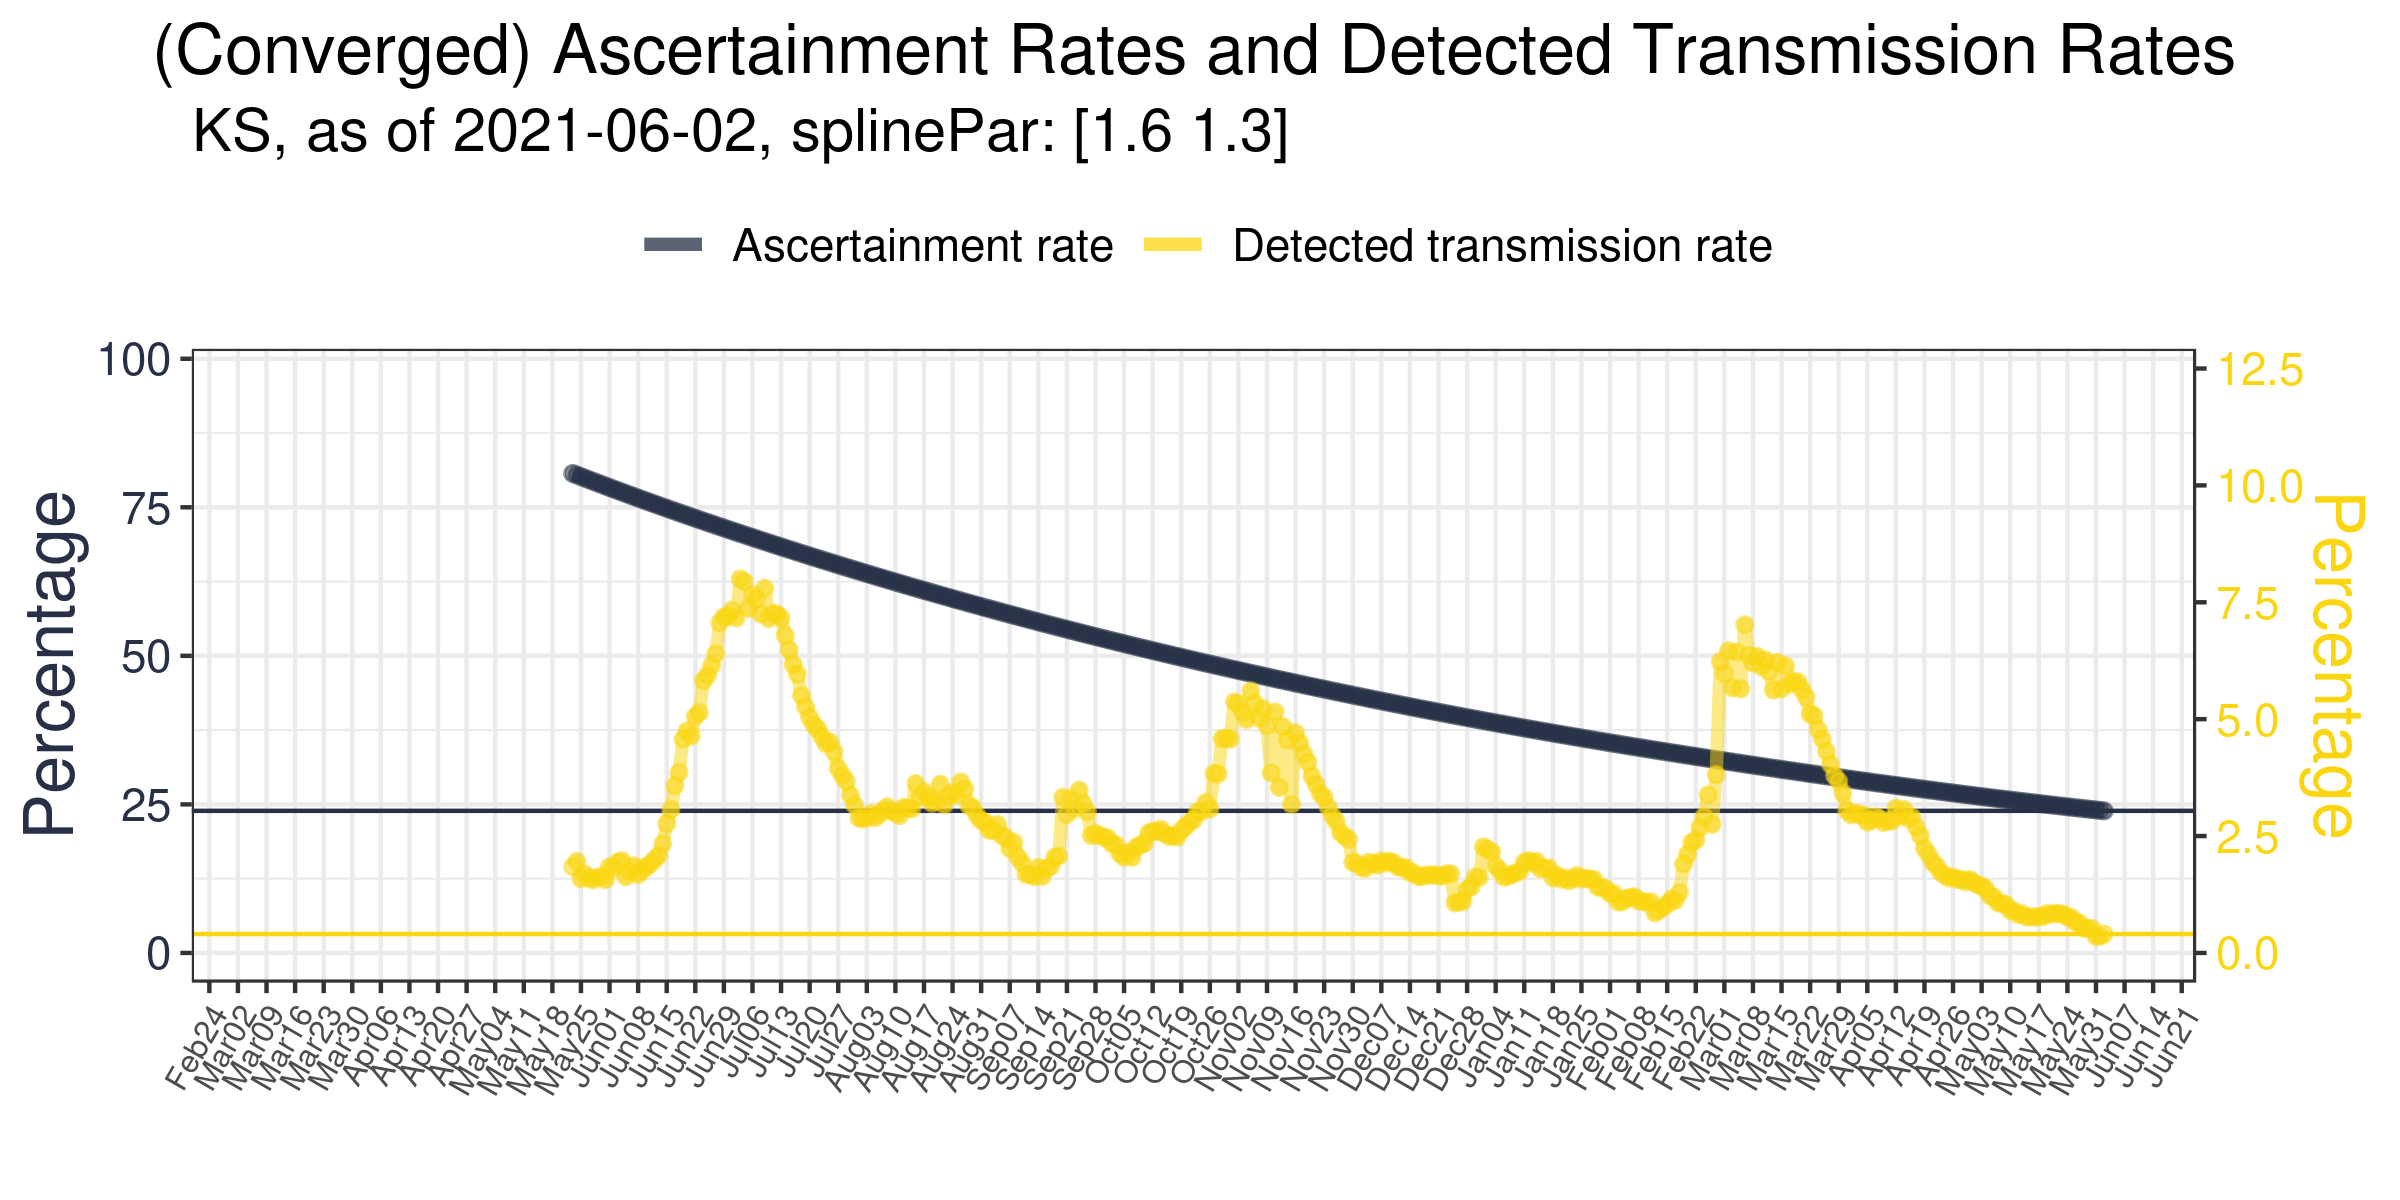 (Converged) Ascertainment Rates and Detected Transmission Rates
KS, as of 2021-06-02, splinePar: [1.6 1.3]
Ascertainment rate Detected transmission rate
Percentage
100
75
50
25
0
12.5
10.0
7.5
5.0
2.5
0.0
Percentage
Feb24
Mar02
Mar09
Mar16
Mar23
Mar30
Apr06
Apr13
Apr20
Apr27
May04
May11
May18
May25
Jun01
Jun08
Jun15
Jun22
Jun29
Jul06
Jul13
Jul20
Jul27
Aug03
Aug10
Aug17
Aug24
Aug31
Sep07
Sep14
Sep21
Sep28
Oct05
Oct12
Oct19
Oct26
Nov02
Nov09
Nov16
Nov23
Nov30
Dec07
Dec14
Dec21
Dec28
Jan04
Jan11
Jan18
Jan25
Feb01
Feb08
Feb15
Feb22
Mar01
Mar08
Mar15
Mar22
Mar29
Apr05
Apr12
Apr19
Apr26
May03
May10
May17
May24
May31
Jun07
Jun14
Jun21